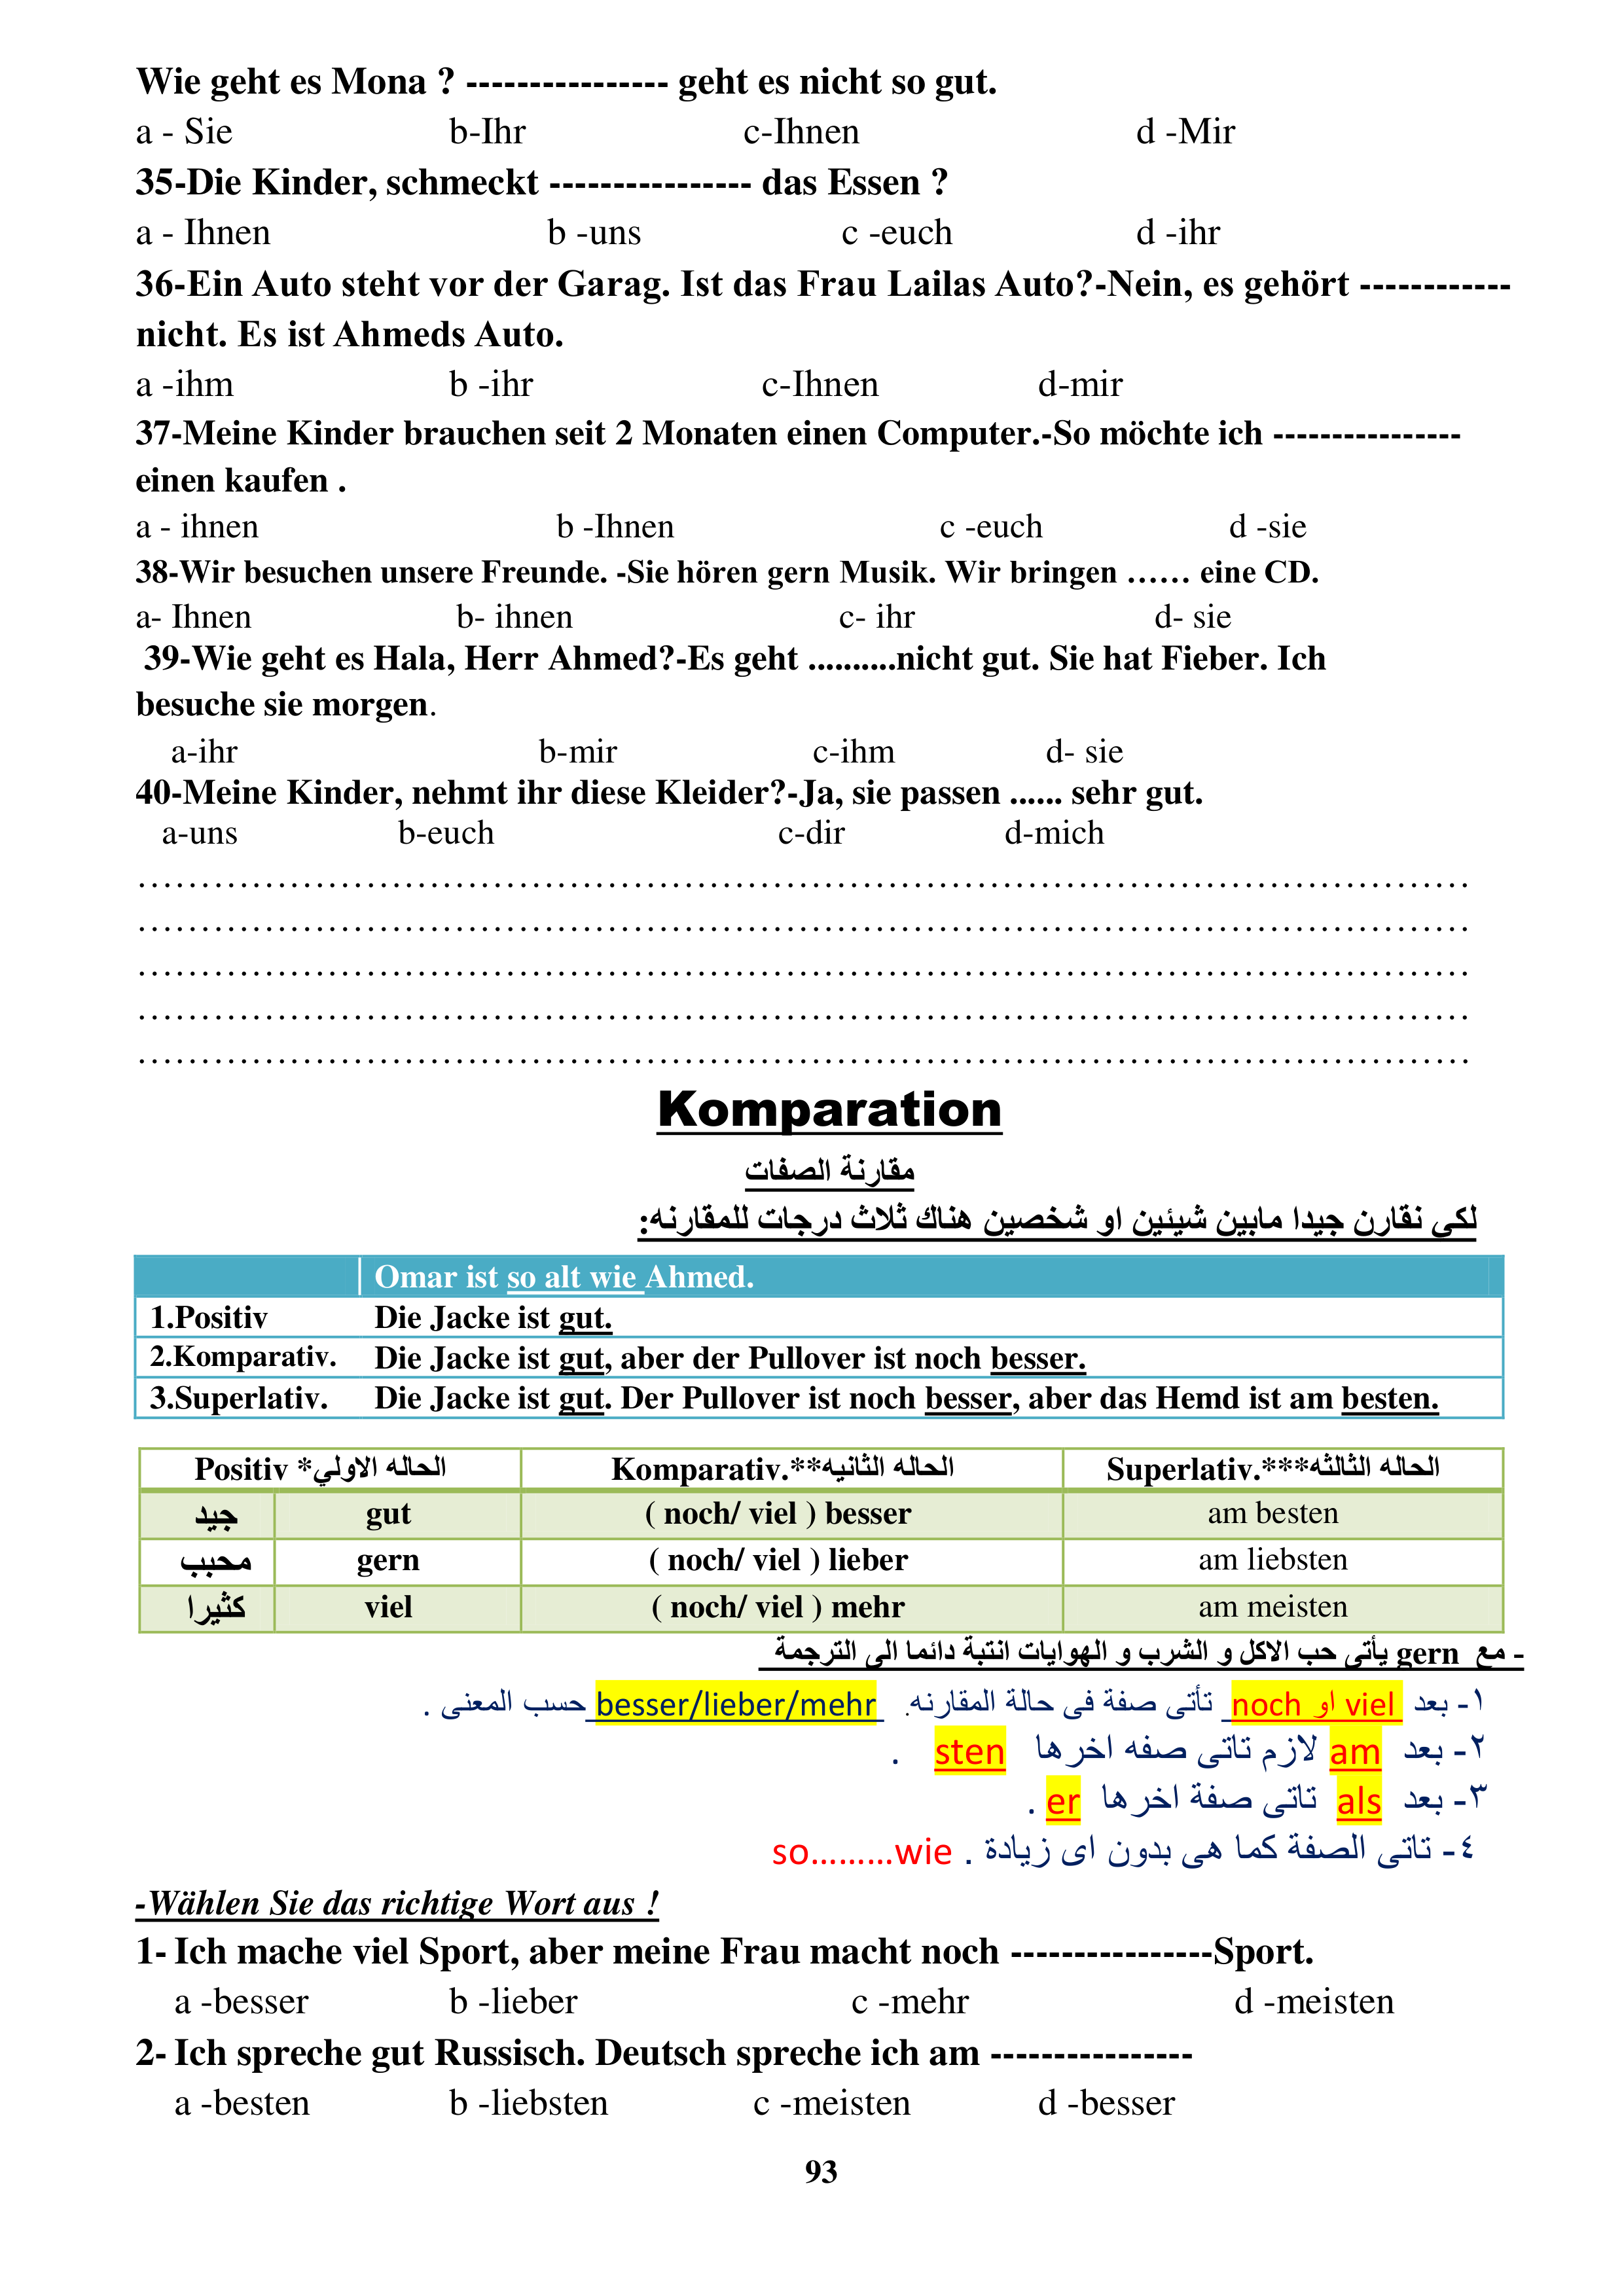 Wie geht es Mona ? ---------------- geht es nicht so gut.
a - Sie b-Ihr c-Ihnen d -Mir
35-Die Kinder, schmeckt ---------------- das Essen ?
a - Ihnen b -uns c -euch d -ihr
36-Ein Auto steht vor der Garag. Ist das Frau Lailas Auto?-Nein, es gehört ------------
nicht. Es ist Ahmeds Auto.
a -ihm b -ihr c-Ihnen d-mir
37-Meine Kinder brauchen seit 2 Monaten einen Computer.-So möchte ich ----------------
einen kaufen .
a - ihnen b -Ihnen c -euch d -sie
38-Wir besuchen unsere Freunde. -Sie hören gern Musik. Wir bringen …… eine CD.
a- Ihnen b- ihnen c- ihr d- sie
39-Wie geht es Hala, Herr Ahmed?-Es geht ..........nicht gut. Sie hat Fieber. Ich
besuche sie morgen.
a-ihr b-mir c-ihm d- sie
40-Meine Kinder, nehmt ihr diese Kleider?-Ja, sie passen ...... sehr gut.
a-uns b-euch c-dir d-mich
……………………………………………………………………………………………
……………………………………………………………………………………………
……………………………………………………………………………………………
……………………………………………………………………………………………
……………………………………………………………………………………………
Komparation
مقارنة الصفات
لكى نقارن جيدا مابين شيئين او شخصين هناك ثلاث درجات للمقارنه:
Omar ist so alt wie Ahmed.
1.Positiv Die Jacke ist gut.
2.Komparativ. Die Jacke ist gut, aber der Pullover ist noch besser.
3.Superlativ. Die Jacke ist gut. Der Pullover ist noch besser, aber das Hemd ist am besten.
Positiv *الحاله الاولي Komparativ.**الحاله الثانيه Superlativ.***الحاله الثالثه
جيد gut ( noch/ viel ) besser am besten
محبب gern ( noch/ viel ) lieber am liebsten
كثيرا viel ( noch/ viel ) mehr am meisten
- مع gern يأتى حب الاكل و الشرب و الهوايات انتبة دائما الى الترجمة
١- بعد viel او noch تأتى صفة فى حالة المقارنه. besser/lieber/mehr حسب المعنى .
٢- بعد am لازم تاتى صفه اخرها sten .
٣- بعد als تاتى صفة اخرها er .
٤- تاتى الصفة كما هى بدون اى زيادة . so………wie
-Wählen Sie das richtige Wort aus !
1- Ich mache viel Sport, aber meine Frau macht noch ----------------Sport.
a -besser b -lieber c -mehr d -meisten
2- Ich spreche gut Russisch. Deutsch spreche ich am ----------------
a -besten b -liebsten c -meisten d -besser
93